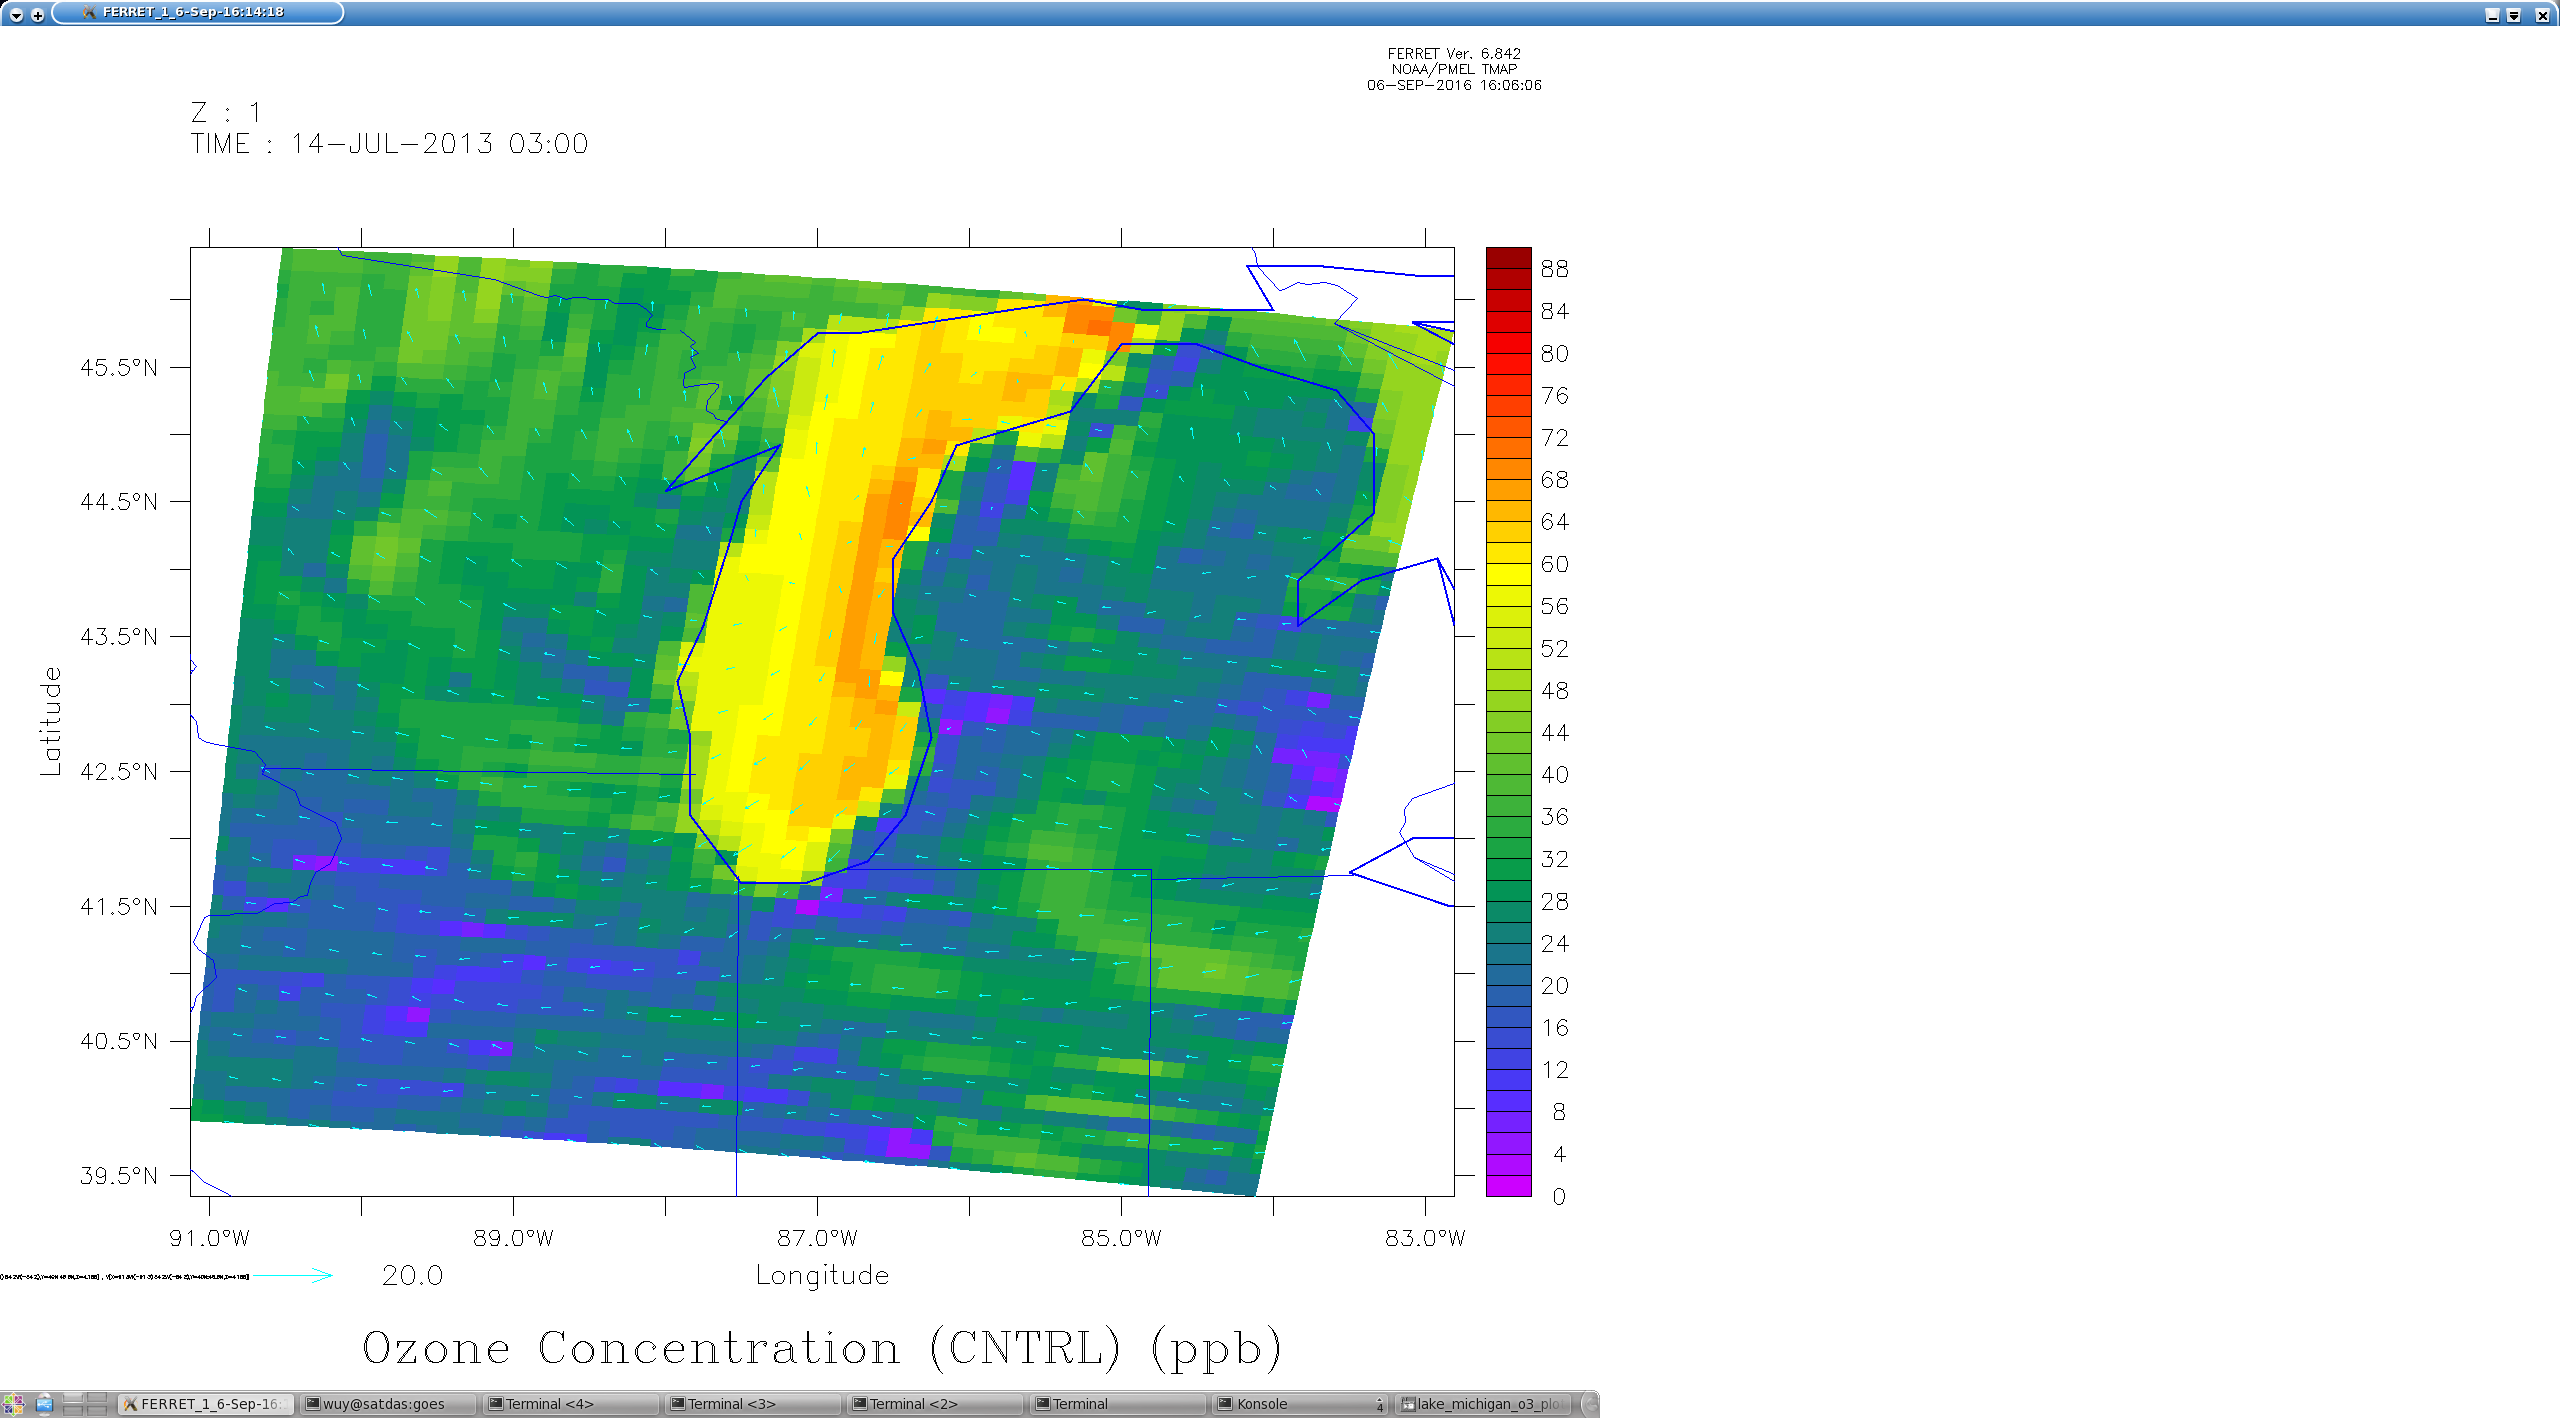 FERRET_1_6-Sep-16:14:18
FERRET Ver. 6.842
NOAA/PMEL TMAP
06-SEP-2016 16:06:06
Z : 1
TIME : 14-JUL-2013 03:00
45.5°N
44.5°N
43.5°N
42.5°N
41.5°N
40.5°N
39.5°N
Latitude
88
84
80
76
72
68
64
60
56
52
48
44
40
36
32
28
24
20
16
12
8
4
0
91.0°W 89.0°W 87.0°W 85.0°W 83.0°W
20.0
Longitude
Ozone Concentration (CNTRL) (ppb)
FERRET_1_6-Sep-16: wuy@satdas:goes Terminal <4> Terminal <3> Terminal <2> Terminal Konsole 4 lake_michigan_o3_plo